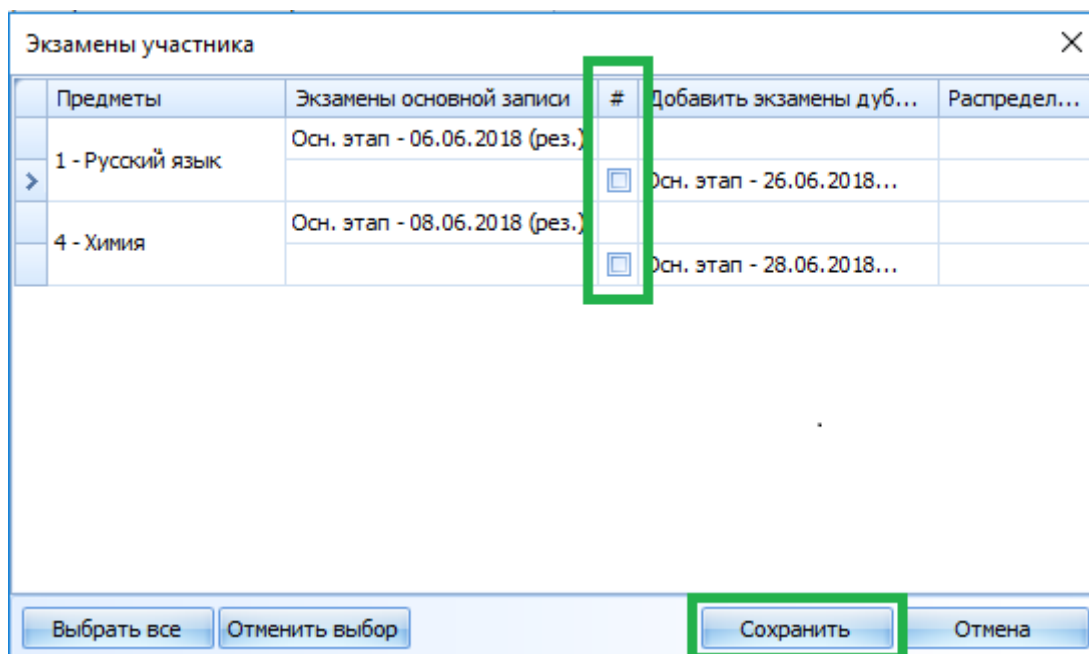 Экзамены участника
Предметы Экзамены основной записи # Добавить экзамены дуб... Распредел...
1 - Русский язык Осн. этап - 06.06.2018 (рез.)
Осн. этап - 26.06.2018...
4 - Химия Осн. этап - 08.06.2018 (рез.)
Осн. этап - 28.06.2018...
Выбрать все Отменить выбор Сохранить Отмена